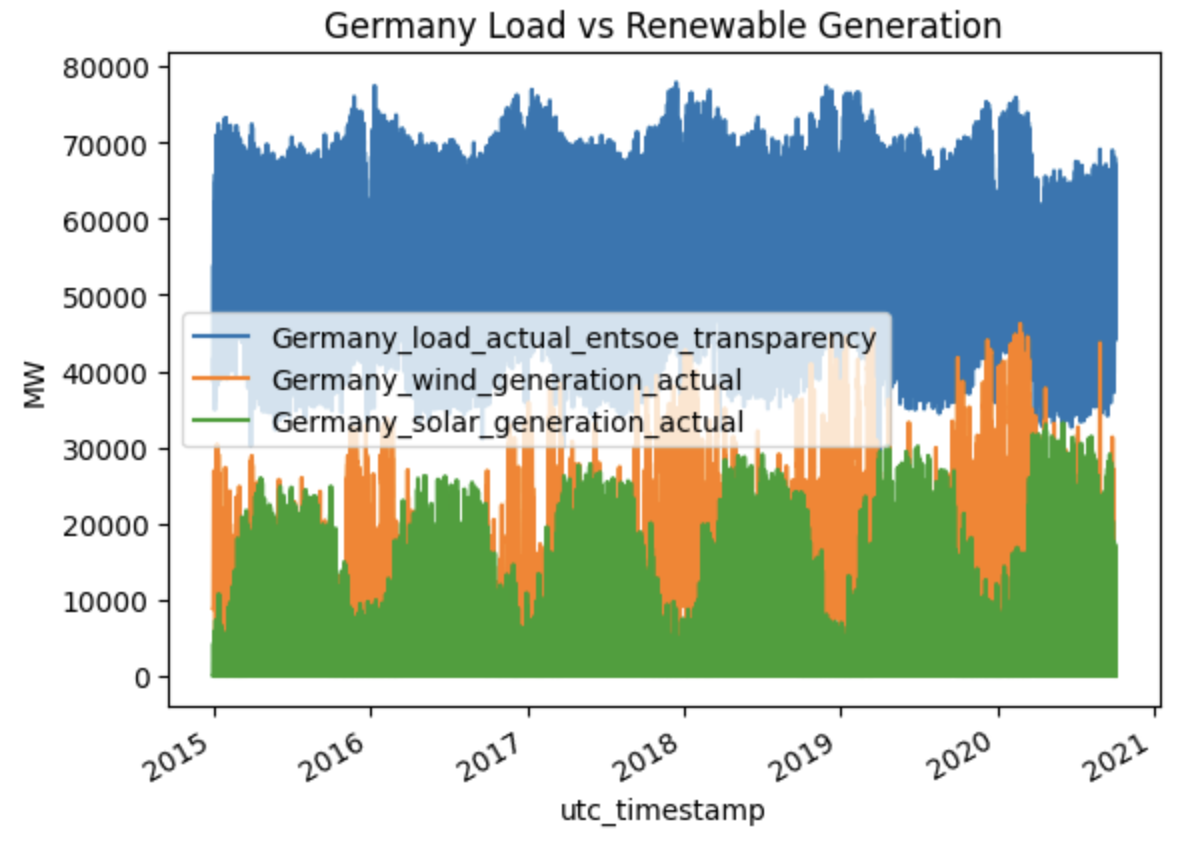 Germany Load vs Renewable Generation
80000
70000
60000
50000
40000
30000
20000
10000
0
MW
Germany_load_actual_entsoe_transparency
Germany_wind_generation_actual
Germany_solar_generation_actual
2015
2016
2017
2018
2019
2020
2021
utc_timestamp